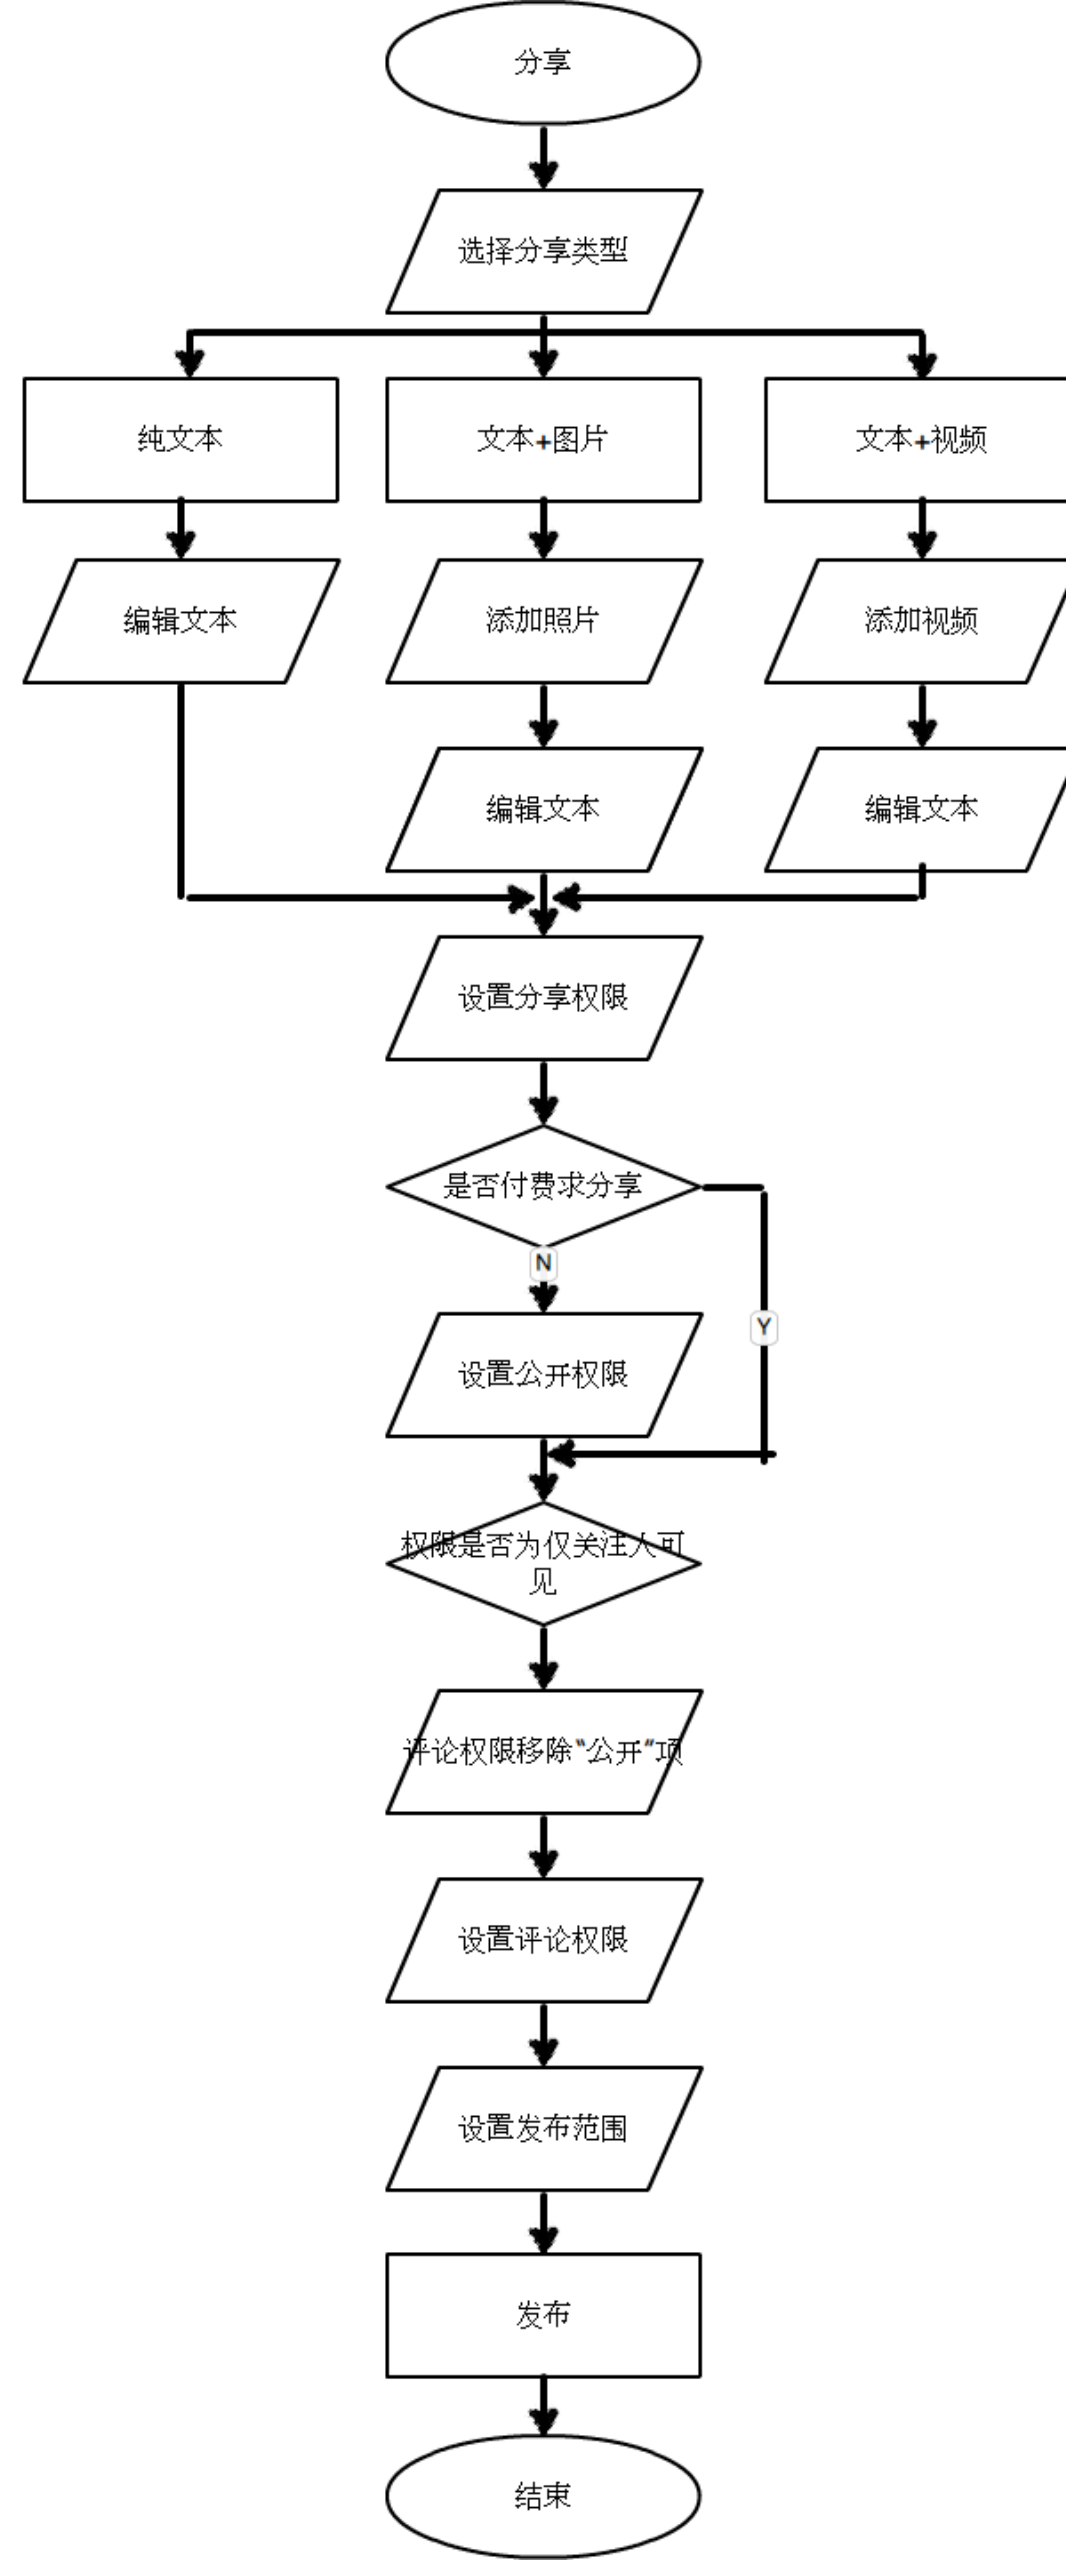 分享
选择分享类型
纯文本
文本+图片
文本+视频
编辑文本
添加照片
添加视频
编辑文本
编辑文本
设置分享权限
是否付费求分享
N
Y
设置公开权限
权限是否为仅关注人可
见
评论权限移除“公开”项
设置评论权限
设置发布范围
发布
结束